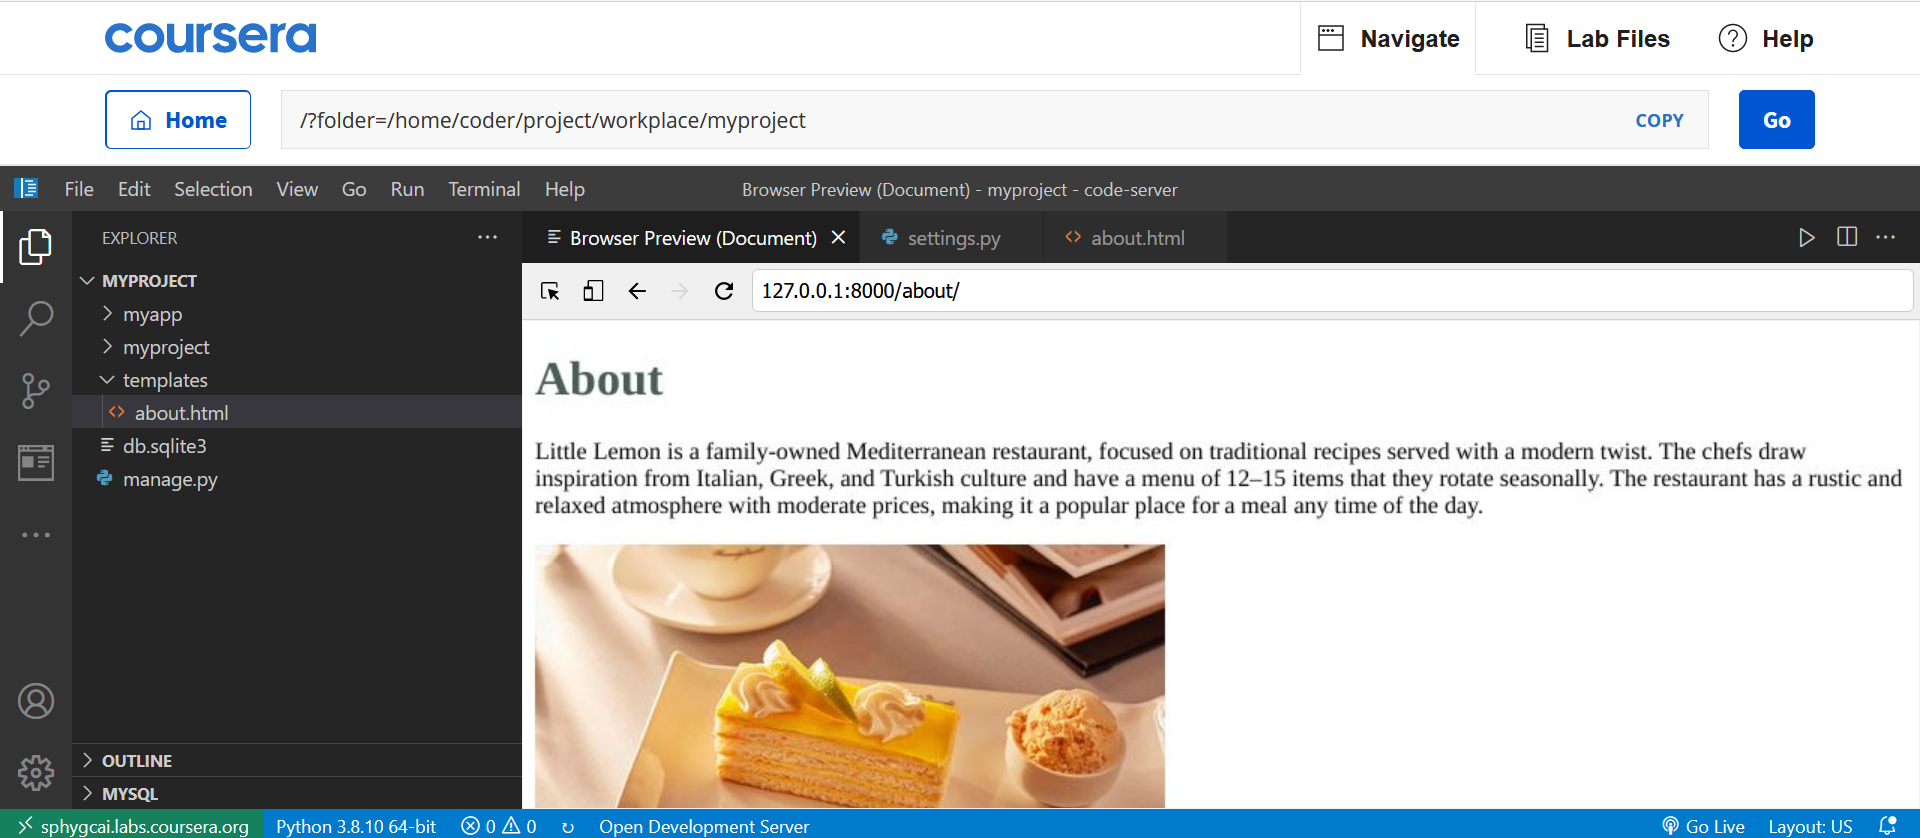 coursera
Navigate
Lab Files
Help
Home
/?folder=/home/coder/project/workplace/myproject
COPY
Go
File Edit Selection View Go Run Terminal Help
Browser Preview (Document) - myproject - code-server
EXPLORER
Browser Preview (Document)
settings.py
about.html
MYPROJECT
myapp
myproject
templates
about.html
db.sqlite3
manage.py
127.0.0.1:8000/about/
About
Little Lemon is a family-owned Mediterranean restaurant, focused on traditional recipes served with a modern twist. The chefs draw
inspiration from Italian, Greek, and Turkish culture and have a menu of 12–15 items that they rotate seasonally. The restaurant has a rustic and
relaxed atmosphere with moderate prices, making it a popular place for a meal any time of the day.
OUTLINE
MYSQL
sphygcai.labs.coursera.org
Python 3.8.10 64-bit
0 0
Open Development Server
Go Live
Layout: US